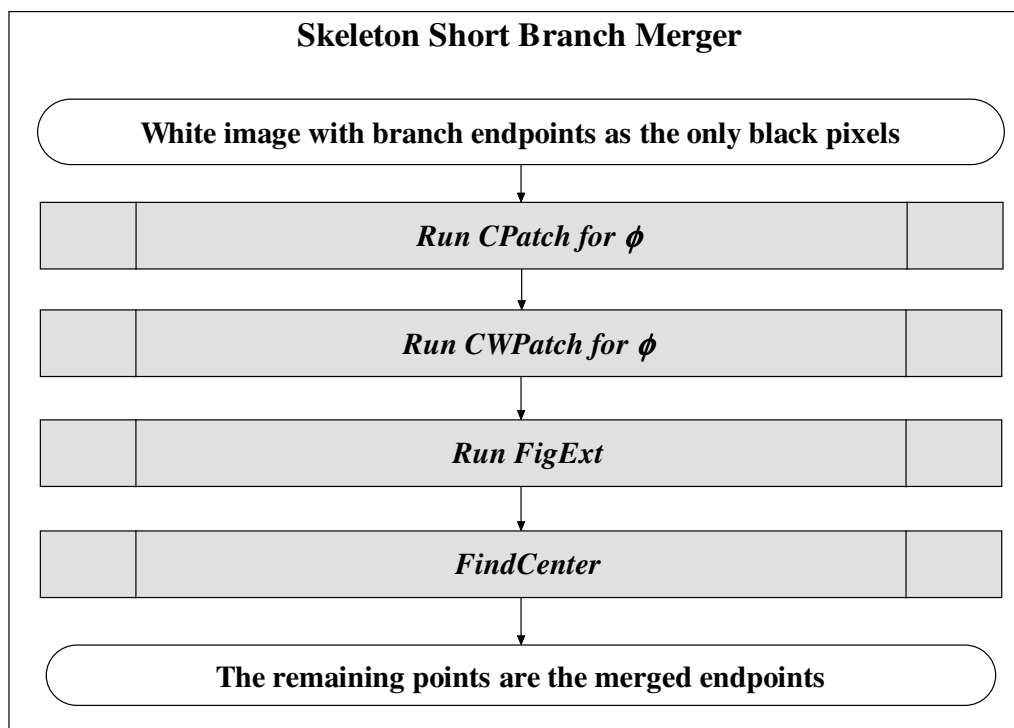 Skeleton Short Branch Merger
White image with branch endpoints as the only black pixels
Run CPatch for ϕ
Run CWPatch for ϕ
Run FigExt
FindCenter
The remaining points are the merged endpoints